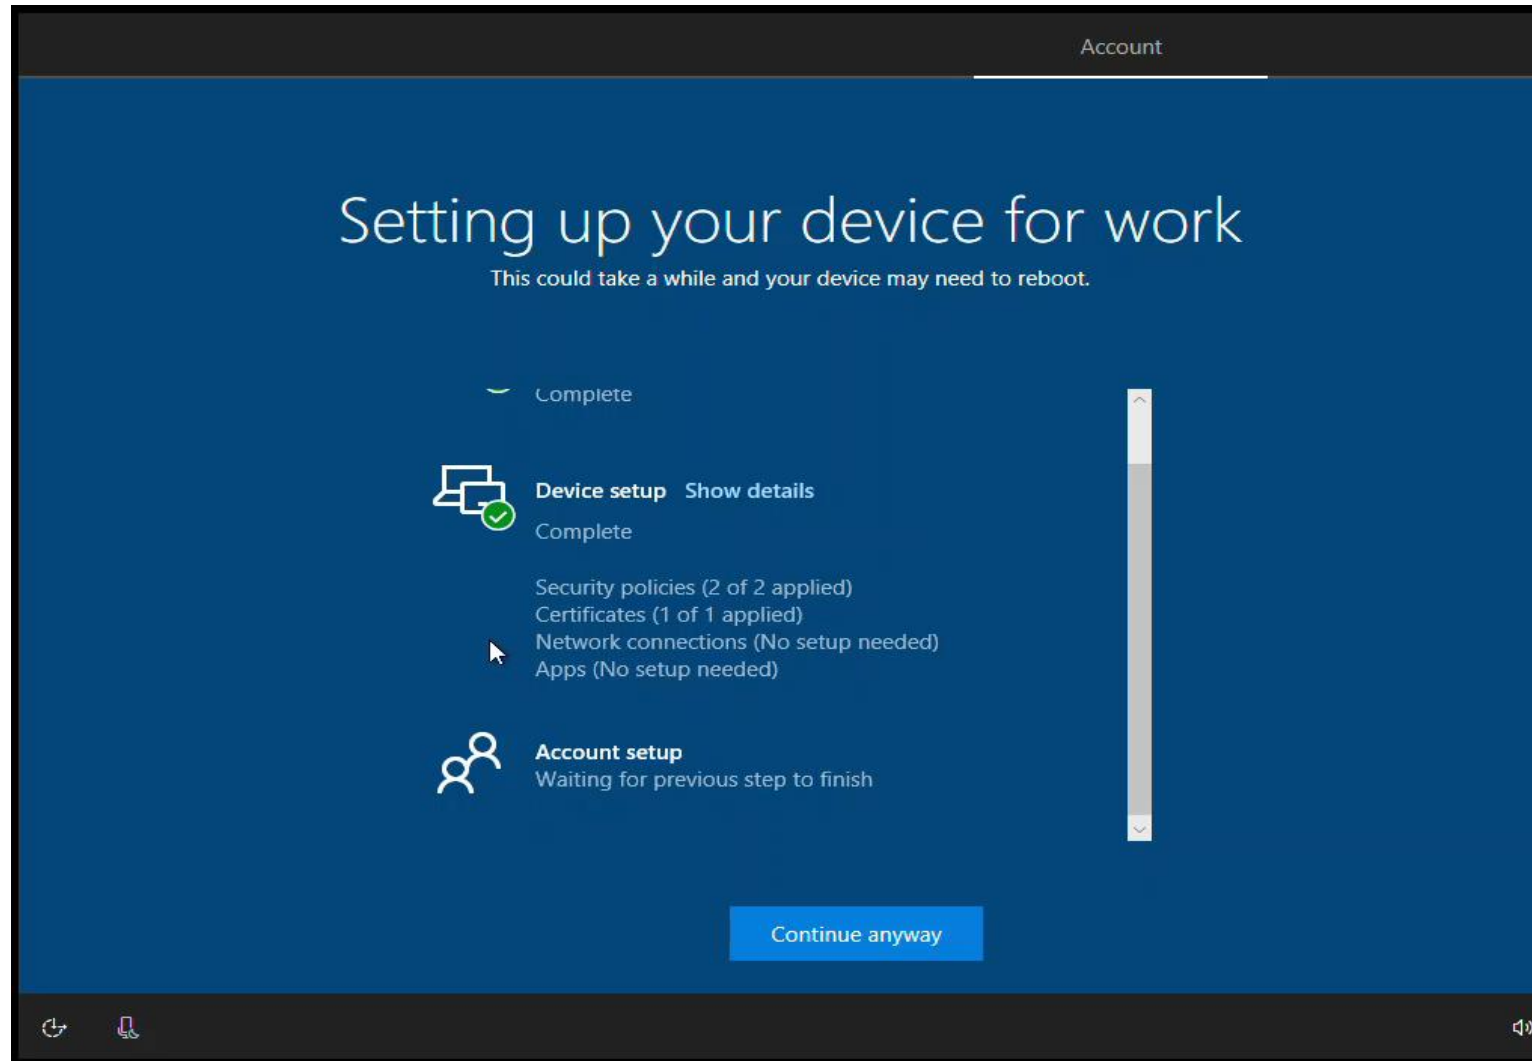 Account
Setting up your device for work
This could take a while and your device may need to reboot.
Complete
Device setup Show details
Complete
Security policies (2 of 2 applied)
Certificates (1 of 1 applied)
Network connections (No setup needed)
Apps (No setup needed)
Account setup
Waiting for previous step to finish
Continue anyway